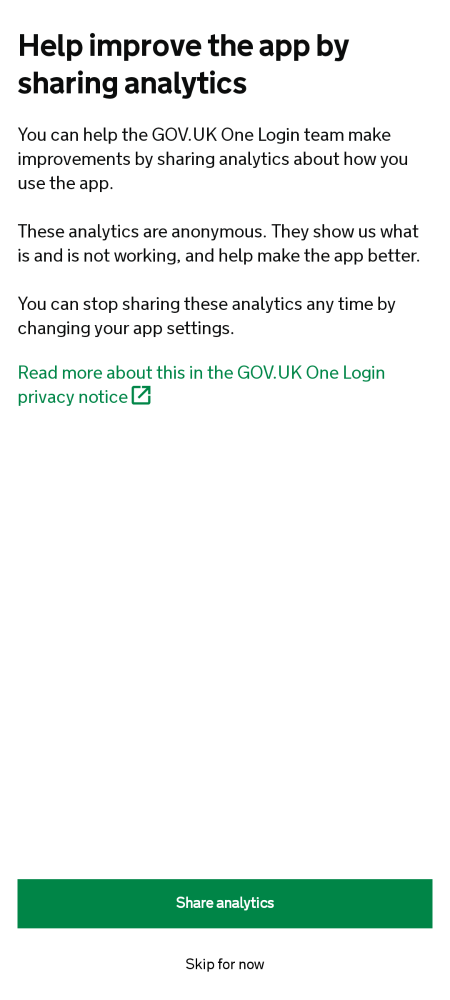 Help improve the app by
sharing analytics
You can help the GOV.UK One Login team make
improvements by sharing analytics about how you
use the app.
These analytics are anonymous. They show us what
is and is not working, and help make the app better.
You can stop sharing these analytics any time by
changing your app settings.
Read more about this in the GOV.UK One Login
privacy notice
Share analytics
Skip for now